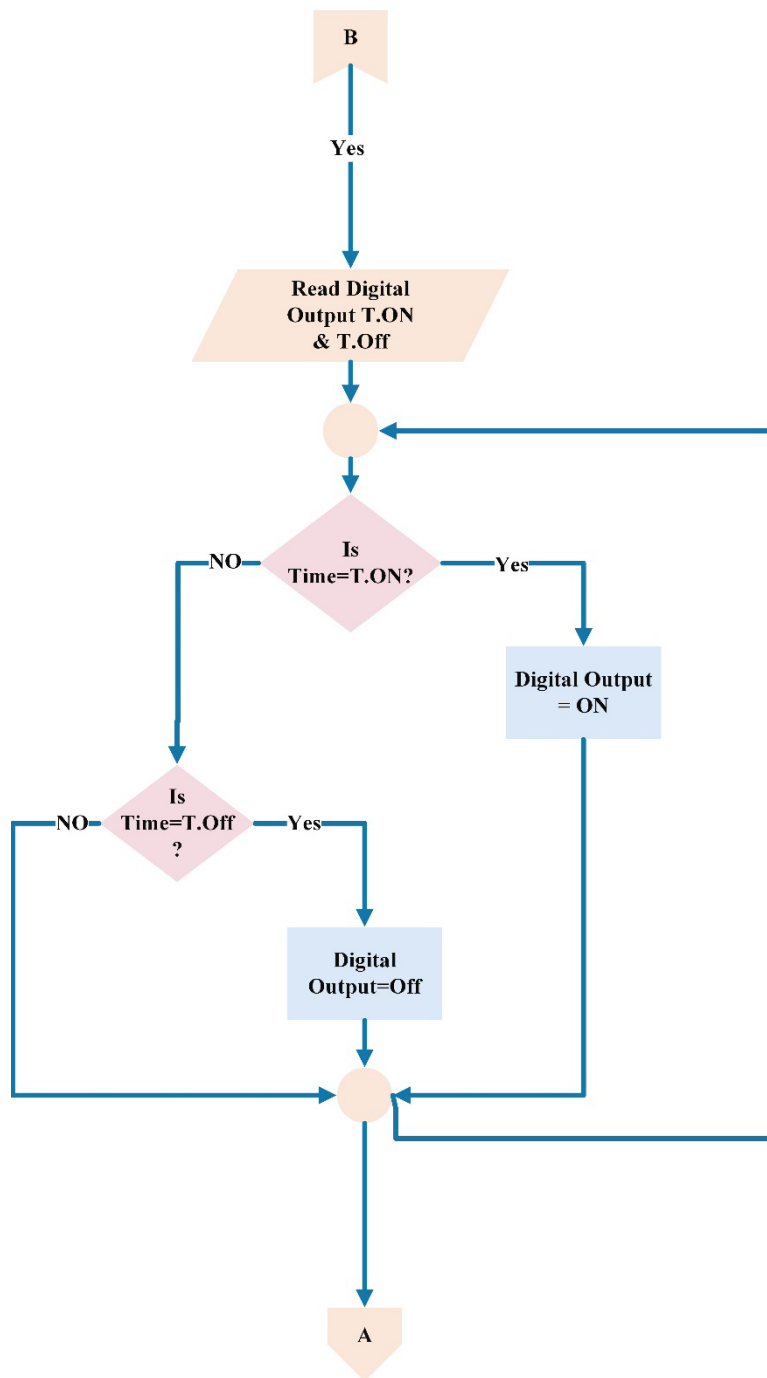 B
Yes
Read Digital
Output T.ON
& T.Off
Is
Time=T.ON?
NO
Yes
Digital Output
= ON
Is
Time=T.Off
?
NO
Yes
Digital
Output=Off
A